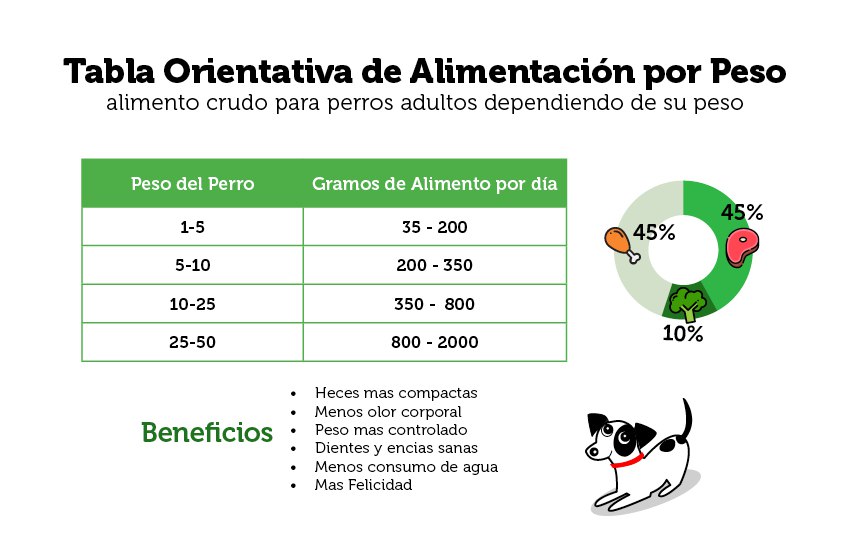 Tabla Orientativa de Alimentación por Peso
alimento crudo para perros adultos dependiendo de su peso
Peso del Perro Gramos de Alimento por día
1-5 35 - 200
5-10 200 - 350
10-25 350 - 800
25-50 800 - 2000
45%
45%
10%
Beneficios
• Heces mas compactas
• Menos olor corporal
• Peso mas controlado
• Dientes y encias sanas
• Menos consumo de agua
• Mas Felicidad